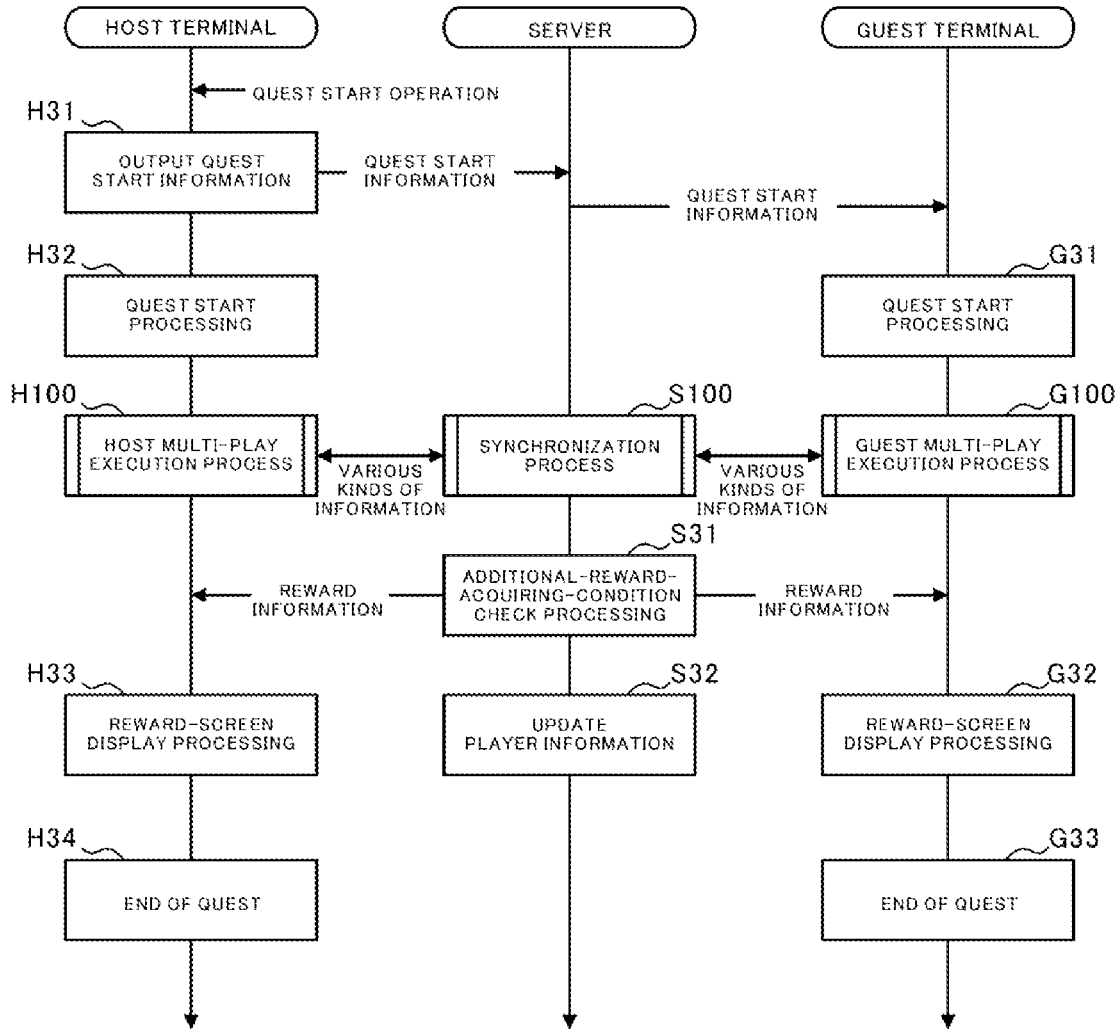 HOST TERMINAL
SERVER
GUEST TERMINAL
QUEST START OPERATION
H31
OUTPUT QUEST
START INFORMATION
QUEST START
INFORMATION
QUEST START
INFORMATION
H32
QUEST START
PROCESSING
G31
QUEST START
PROCESSING
H100
HOST MULTI-PLAY
EXECUTION PROCESS
VARIOUS
KINDS OF
INFORMATION
S100
SYNCHRONIZATION
PROCESS
VARIOUS
KINDS OF
INFORMATION
G100
GUEST MULTI-PLAY
EXECUTION PROCESS
S31
ADDITIONAL-REWARD-
ACQUIRING-CONDITION
CHECK PROCESSING
REWARD
INFORMATION
REWARD
INFORMATION
H33
REWARD-SCREEN
DISPLAY PROCESSING
S32
UPDATE
PLAYER INFORMATION
G32
REWARD-SCREEN
DISPLAY PROCESSING
H34
END OF QUEST
G33
END OF QUEST